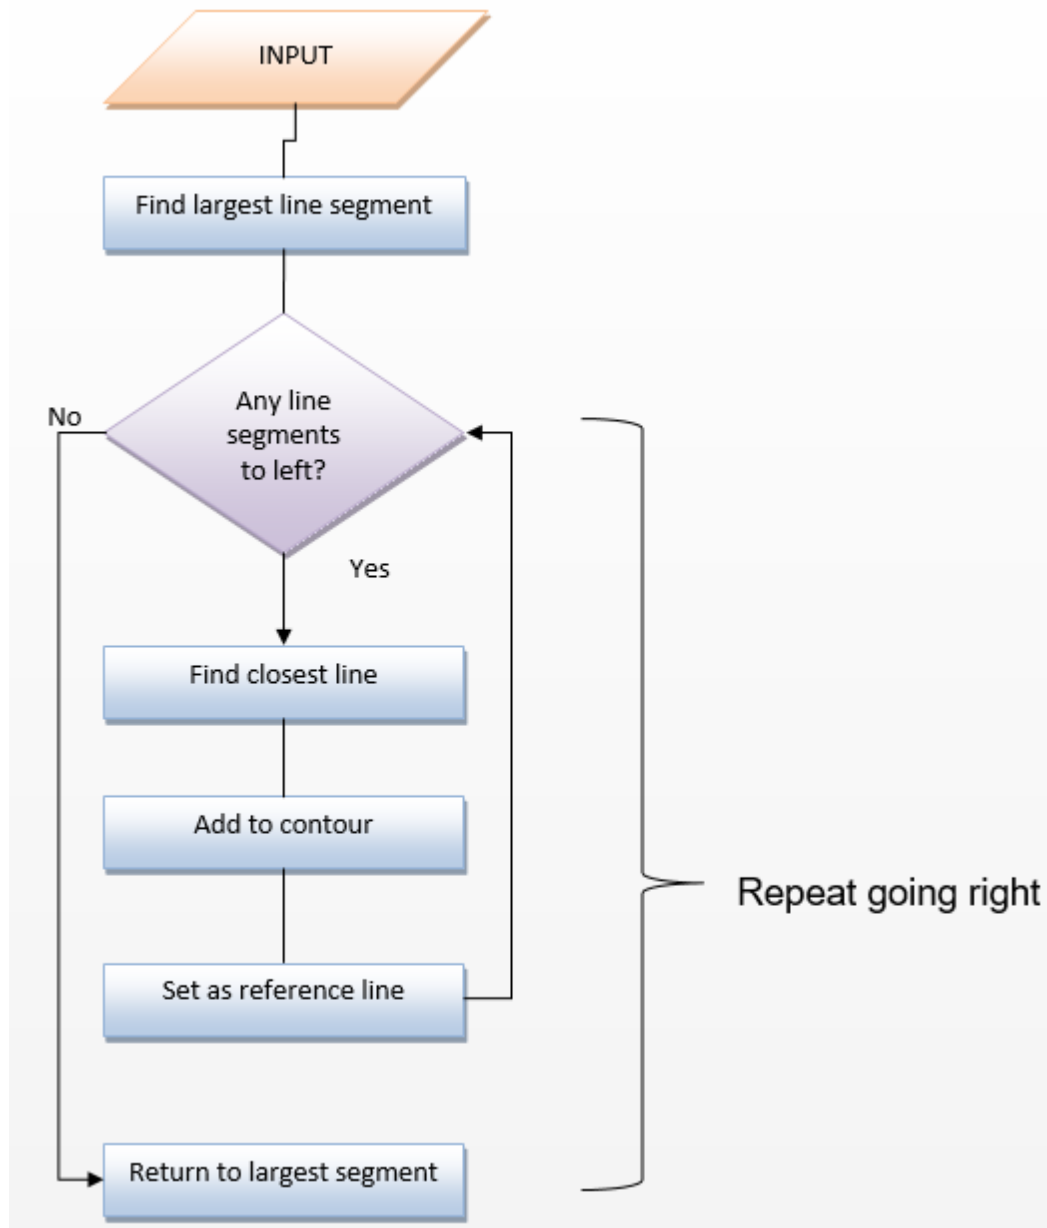 INPUT
Find largest line segment
Any line
segments
to left?
No
Yes
Find closest line
Add to contour
Set as reference line
Return to largest segment
Repeat going right